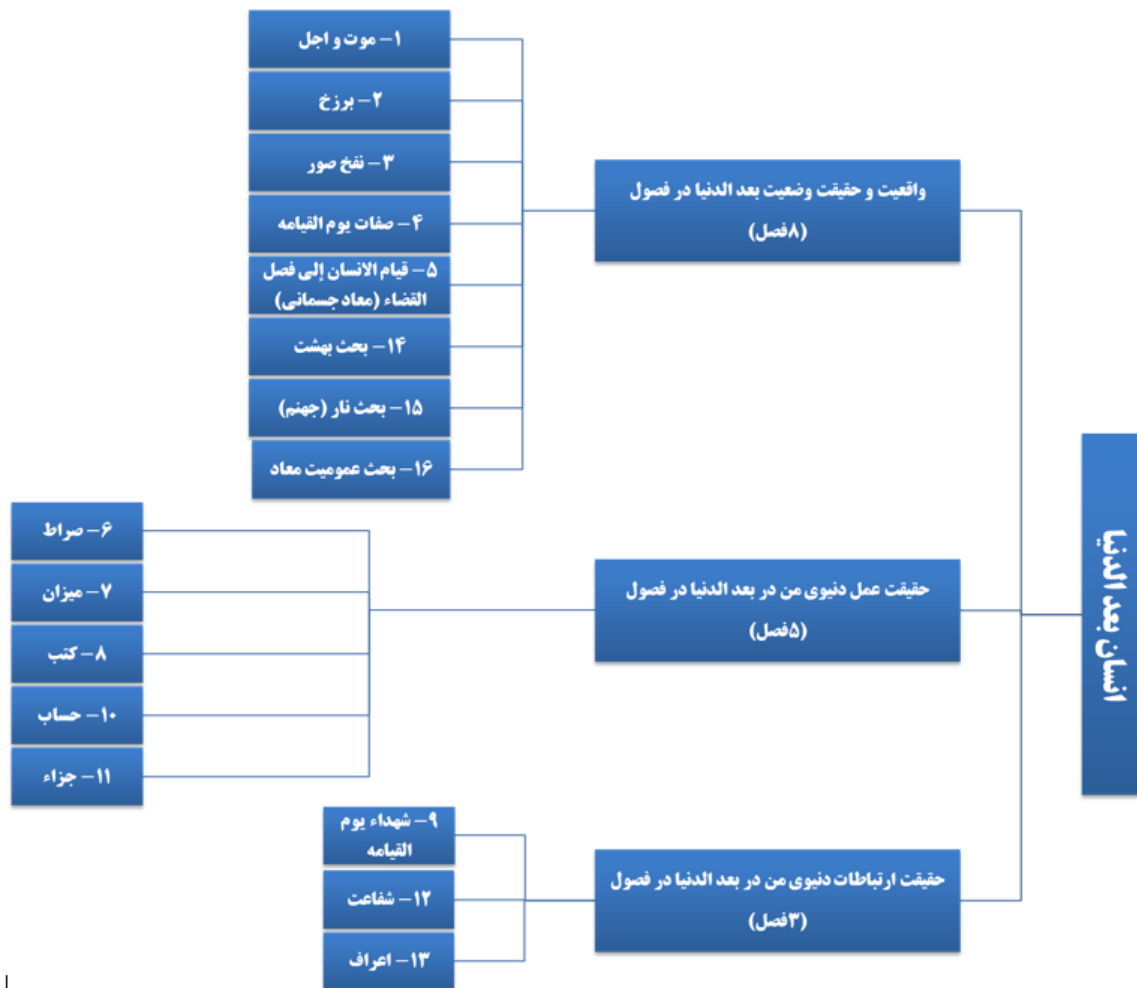 انسان بعد الدنیا
واقعیت و حقیقت وضعیت بعد الدنیا در فصول
(۸فصل)
۱- موت و اجل
۲- برزخ
۳- نفخ صور
۴- صفات یوم القیامه
۵- قیام الانسان إلی فصل
القضاء (معاد جسمانی)
۱۴- بحث بهشت
۱۵- بحث نار (جهنم)
۱۶- بحث عمومیت معاد
حقیقت عمل دنیوی من در بعد الدنیا در فصول
(۵فصل)
۶- صراط
۷- میزان
۸- کتب
۱۰- حساب
۱۱- جزاء
حقیقت ارتباطات دنیوی من در بعد الدنیا در فصول
(۳فصل)
۹- شهداء یوم
القیامه
۱۲- شفاعت
۱۳- اعراف